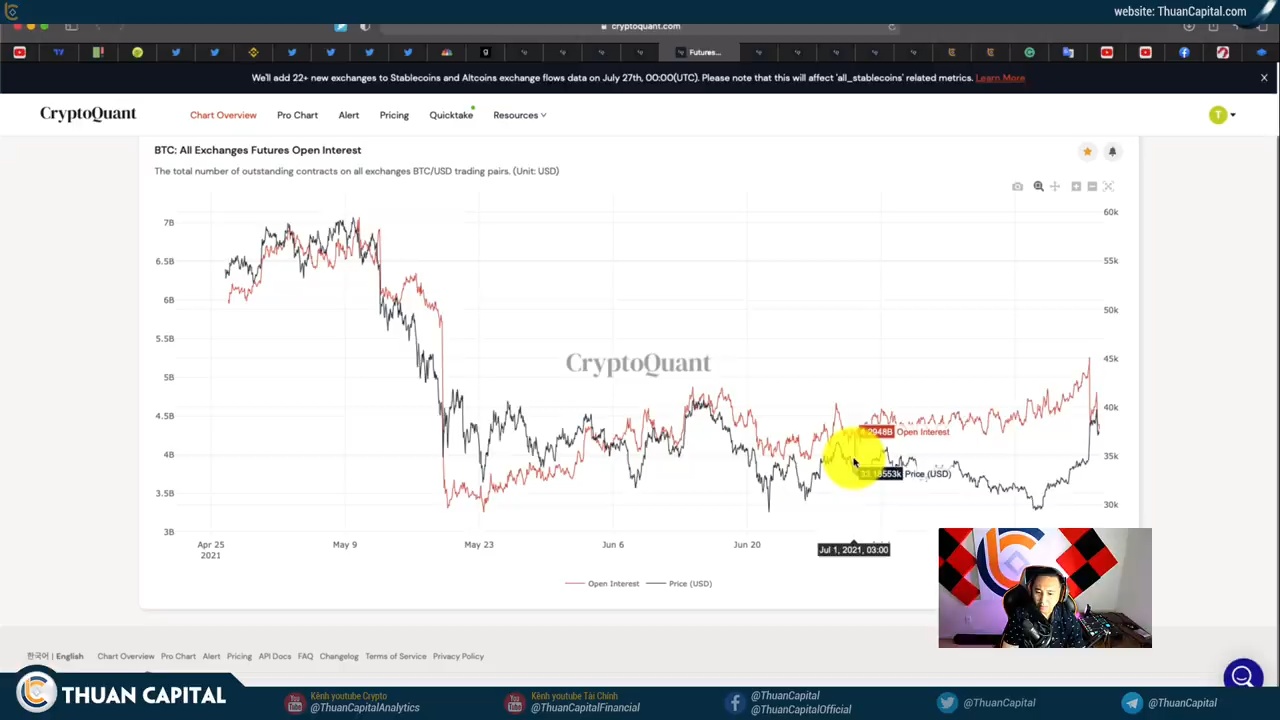 website: ThuanCapital.com
cryptoquant.com
Futures...
We'll add 22+ new exchanges to Stablecoins and Altcoins exchange flows data on July 27th, 00:00(UTC). Please note that this will affect 'all_stablecoins' related metrics. Learn More
CryptoQuant
Chart Overview
Pro Chart
Alert
Pricing
Quicktake
Resources
T
BTC: All Exchanges Futures Open Interest
The total number of outstanding contracts on all exchanges BTC/USD trading pairs. (Unit: USD)
7B
6.5B
6B
5.5B
5B
4.5B
4B
3.5B
3B
60k
55k
50k
45k
40k
35k
30k
CryptoQuant
4.2948B Open Interest
Price (USD)
Apr 25
2021
May 9
May 23
Jun 6
Jun 20
Jul 1, 2021, 03:00
Open Interest
Price (USD)
한국어 | English
Chart Overview
Pro Chart
Alert
Pricing
API Docs
FAQ
Changelog
Terms of Service
Privacy Policy
THUAN CAPITAL
Kênh youtube Crypto
@ThuanCapitalAnalytics
Kênh youtube Tài Chính
@ThuanCapitalFinancial
@ThuanCapital
@ThuanCapitalOfficial
@ThuanCapital
@ThuanCapital